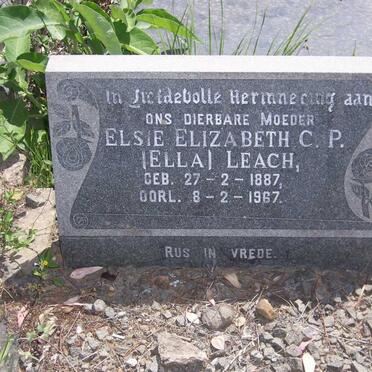 In Liefdevolle Herinnering aan
ONS DIERBARE MOEDER
ELSIE ELIZABETH C. P.
(ELLA) LEACH,
GEB. 27-2-1887,
OORL. 8-2-1967.
RUS IN VREDE.